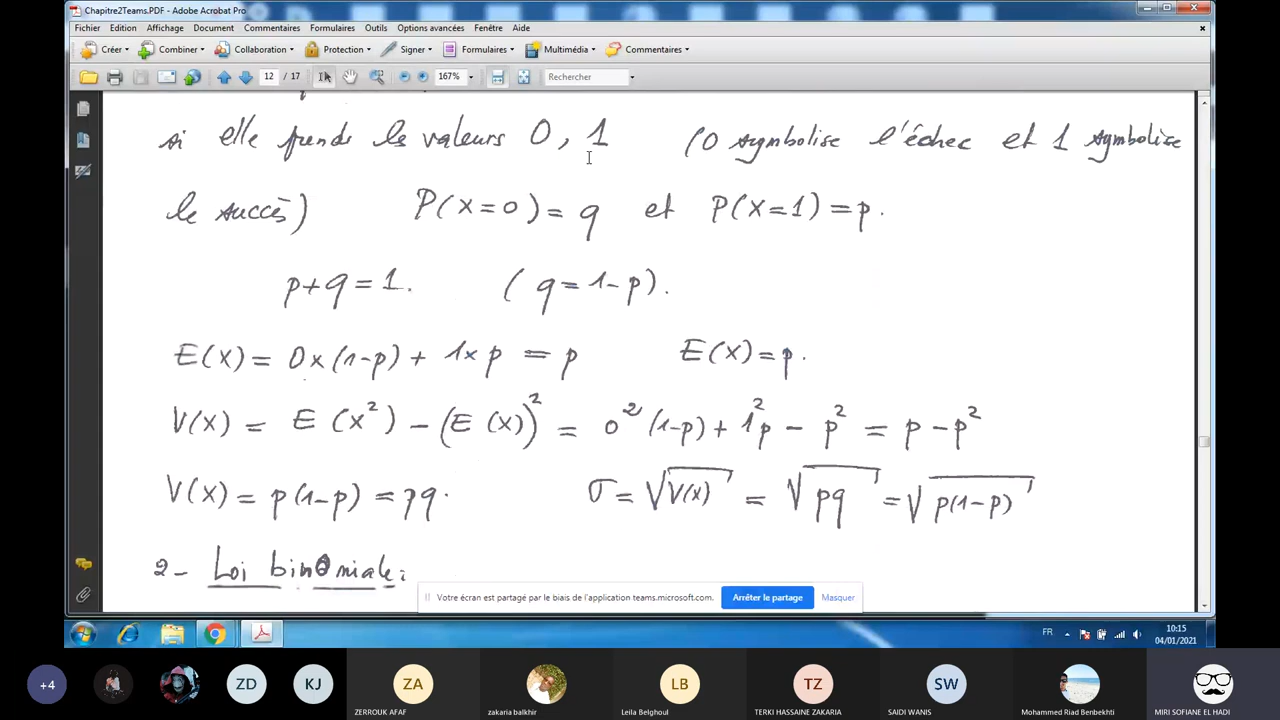 Chapitre2Teams.PDF - Adobe Acrobat Pro
Fichier Edition Affichage Document Commentaires Formulaires Outils Options avancées Fenêtre Aide
Créer Combiner Collaboration Protection Signer Formulaires Multimédia Commentaires
12 / 17 167% Rechercher
si elle prends les valeurs 0, 1 (0 symbolise l'échec et 1 symbolise
le succès) P(X=0) = q et P(X=1) = p.
p+q=1. (q=1-p).
E(X) = 0×(1-p) + 1×p = p E(X) = p.
V(X) = E(X²) - (E(X))² = 0²(1-p) + 1²p - p² = p - p²
V(X) = p(1-p) = pq. σ = √V(X) = √pq = √p(1-p)
2- Loi binomiale:
Votre écran est partagé par le biais de l'application teams.microsoft.com. Arrêter le partage Masquer
FR 10:15
04/01/2021
+4 ZD KJ ZA LB TZ SW
ZERROUK AFAF zakaria balkhir Leila Belghoul TERKI HASSAINE ZAKARIA SAIDI WANIS Mohammed Riad Benbekhti MIRI SOFIANE EL HADI